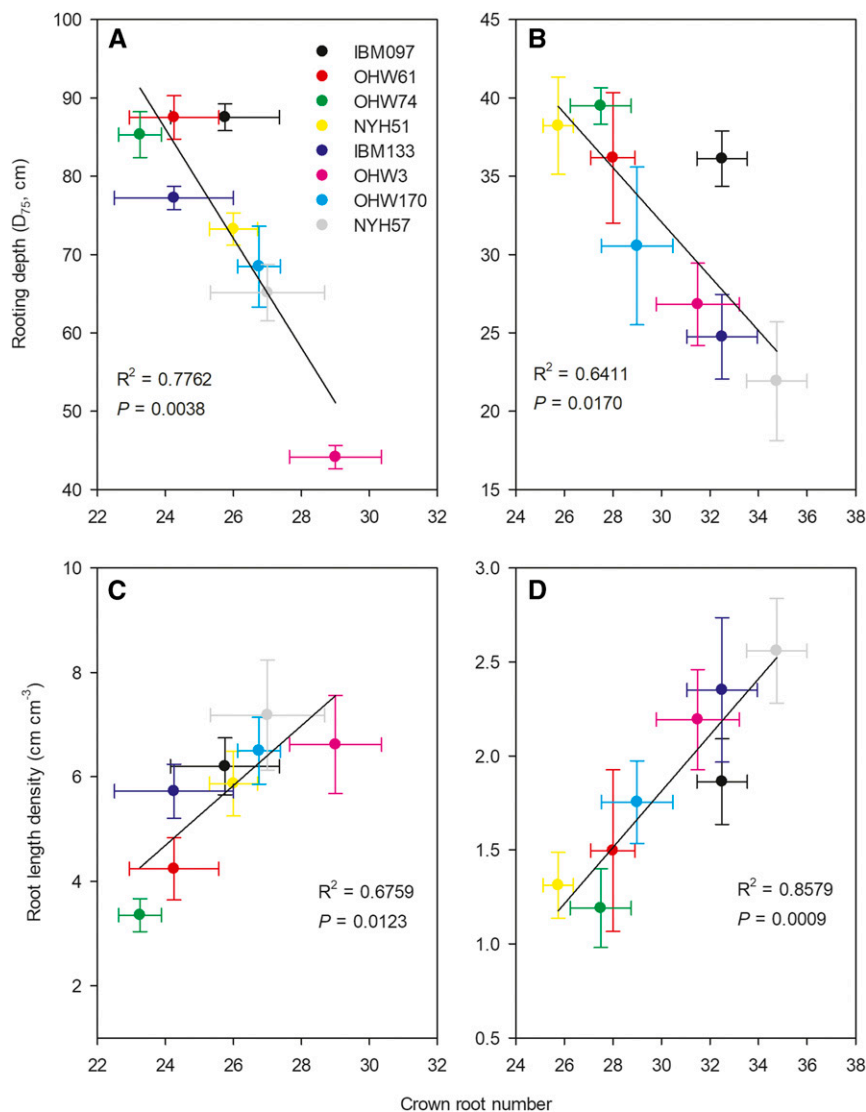 A
100
90
80
70
60
50
40
22 24 26 28 30 32
Rooting depth (D₇₅, cm)
IBM097
OHW61
OHW74
NYH51
IBM133
OHW3
OHW170
NYH57
R² = 0.7762
P = 0.0038
B
45
40
35
30
25
20
15
24 26 28 30 32 34 36 38
R² = 0.6411
P = 0.0170
C
10
8
6
4
2
22 24 26 28 30 32
Root length density (cm cm⁻³)
R² = 0.6759
P = 0.0123
D
3.0
2.5
2.0
1.5
1.0
0.5
24 26 28 30 32 34 36 38
R² = 0.8579
P = 0.0009
Crown root number